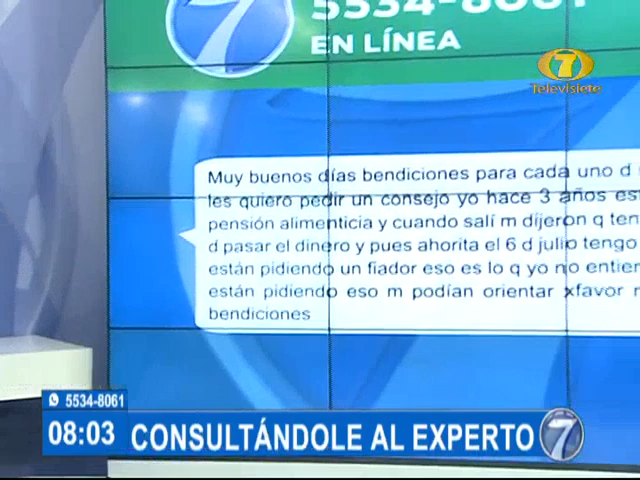 5534-8061
EN LÍNEA
7
Televisiete
Muy buenos días bendiciones para cada uno d
les quiero pedir un consejo yo hace 3 años
pensión alimenticia y cuando salí m dijeron q
d pasar el dinero y pues ahorita el 6 d julio tengo
están pidiendo un fiador eso es lo q yo no
están pidiendo eso m podían orientar xfavor
bendiciones
5534-8061
08:03 CONSULTÁNDOLE AL EXPERTO 7